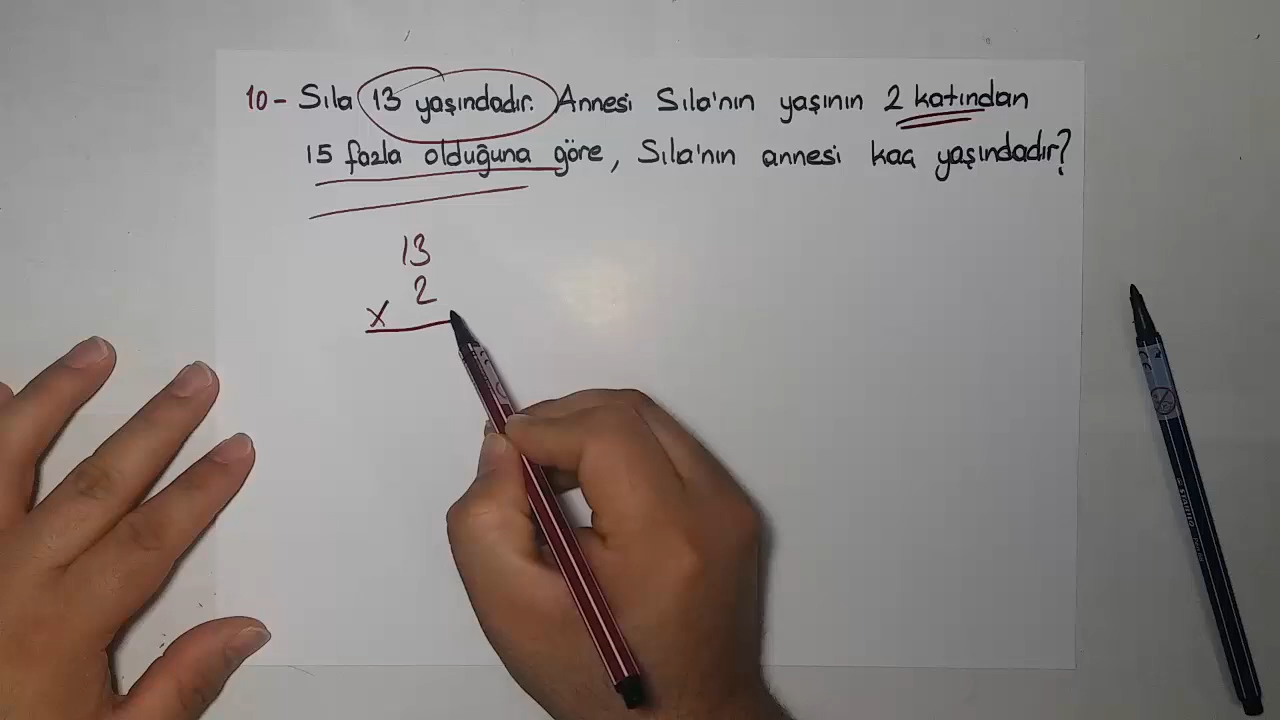 10- Sıla 13 yaşındadır. Annesi Sıla'nın yaşının 2 katından
15 fazla olduğuna göre, Sıla'nın annesi kaç yaşındadır?
13
2
x